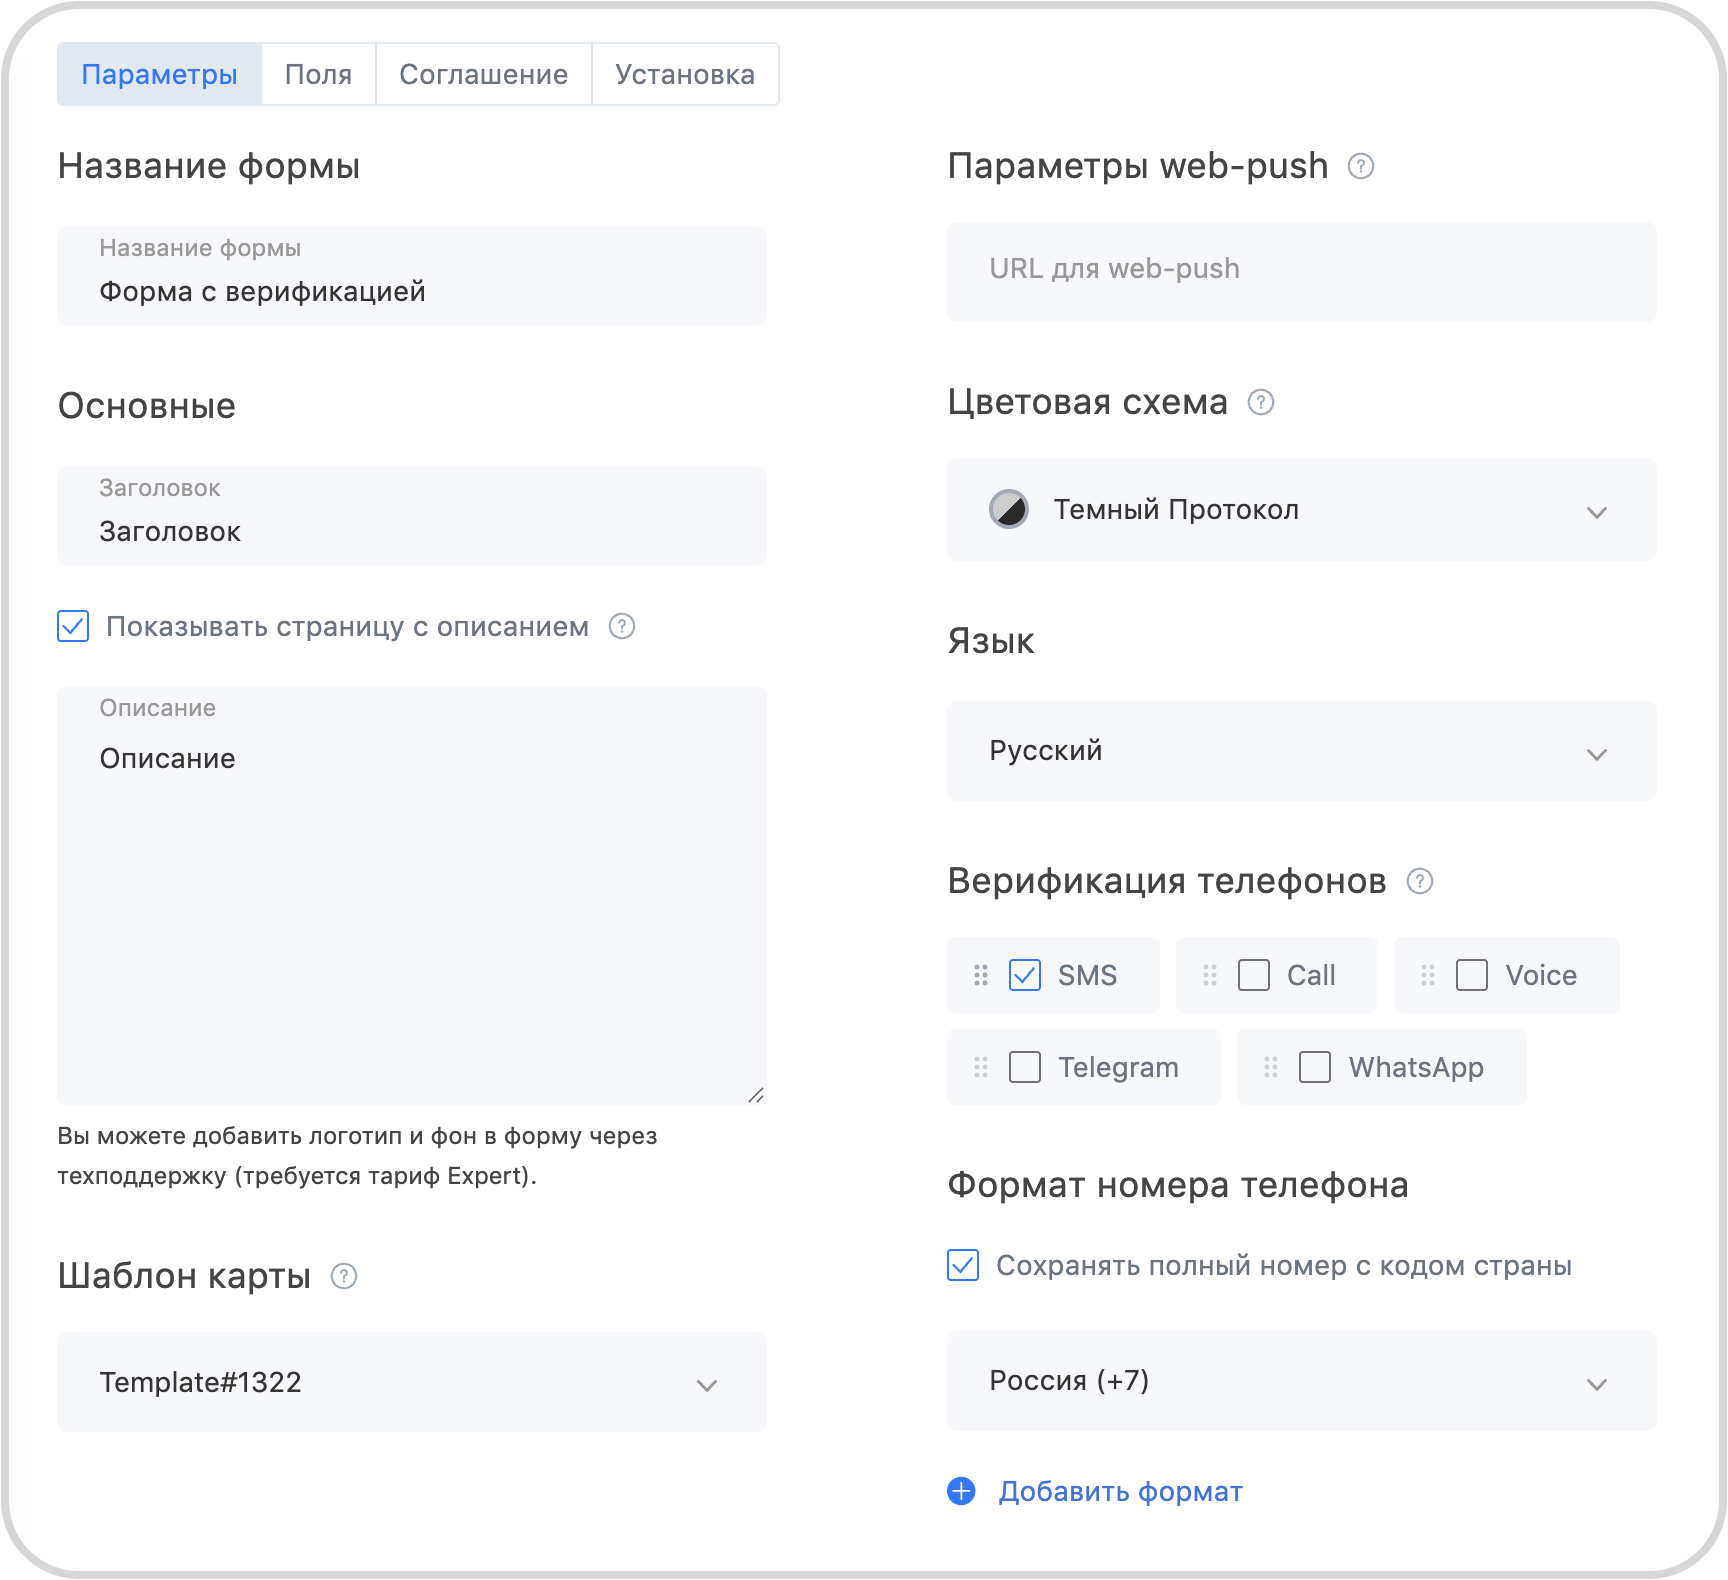 Параметры
Поля
Соглашение
Установка
Название формы
Название формы
Форма с верификацией
Основные
Заголовок
Заголовок
Показывать страницу с описанием
?
Описание
Описание
Вы можете добавить логотип и фон в форму через
техподдержку (требуется тариф Expert).
Шаблон карты
?
Template#1322
Параметры web-push
?
URL для web-push
Цветовая схема
?
Темный Протокол
Язык
Русский
Верификация телефонов
?
SMS
Call
Voice
Telegram
WhatsApp
Формат номера телефона
Сохранять полный номер с кодом страны
Россия (+7)
Добавить формат